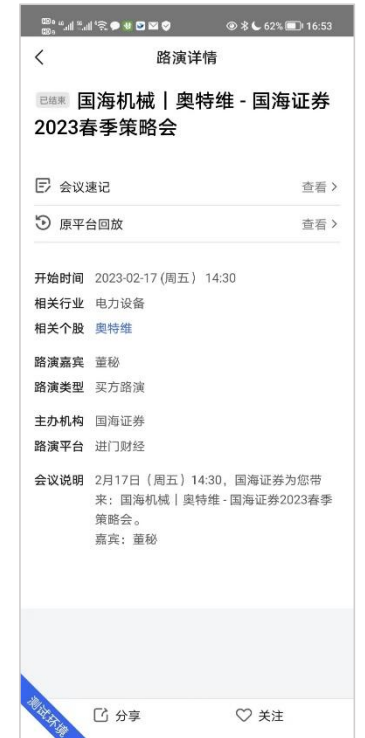 62% 16:53
路演详情
已结束 国海机械丨奥特维 - 国海证券
2023春季策略会
会议速记 查看 >
原平台回放 查看 >
开始时间 2023-02-17 (周五) 14:30
相关行业 电力设备
相关个股 奥特维
路演嘉宾 董秘
路演类型 买方路演
主办机构 国海证券
路演平台 进门财经
会议说明 2月17日（周五）14:30，国海证券为您带
来：国海机械丨奥特维 - 国海证券2023春季
策略会。
嘉宾：董秘
测试环境
分享 关注